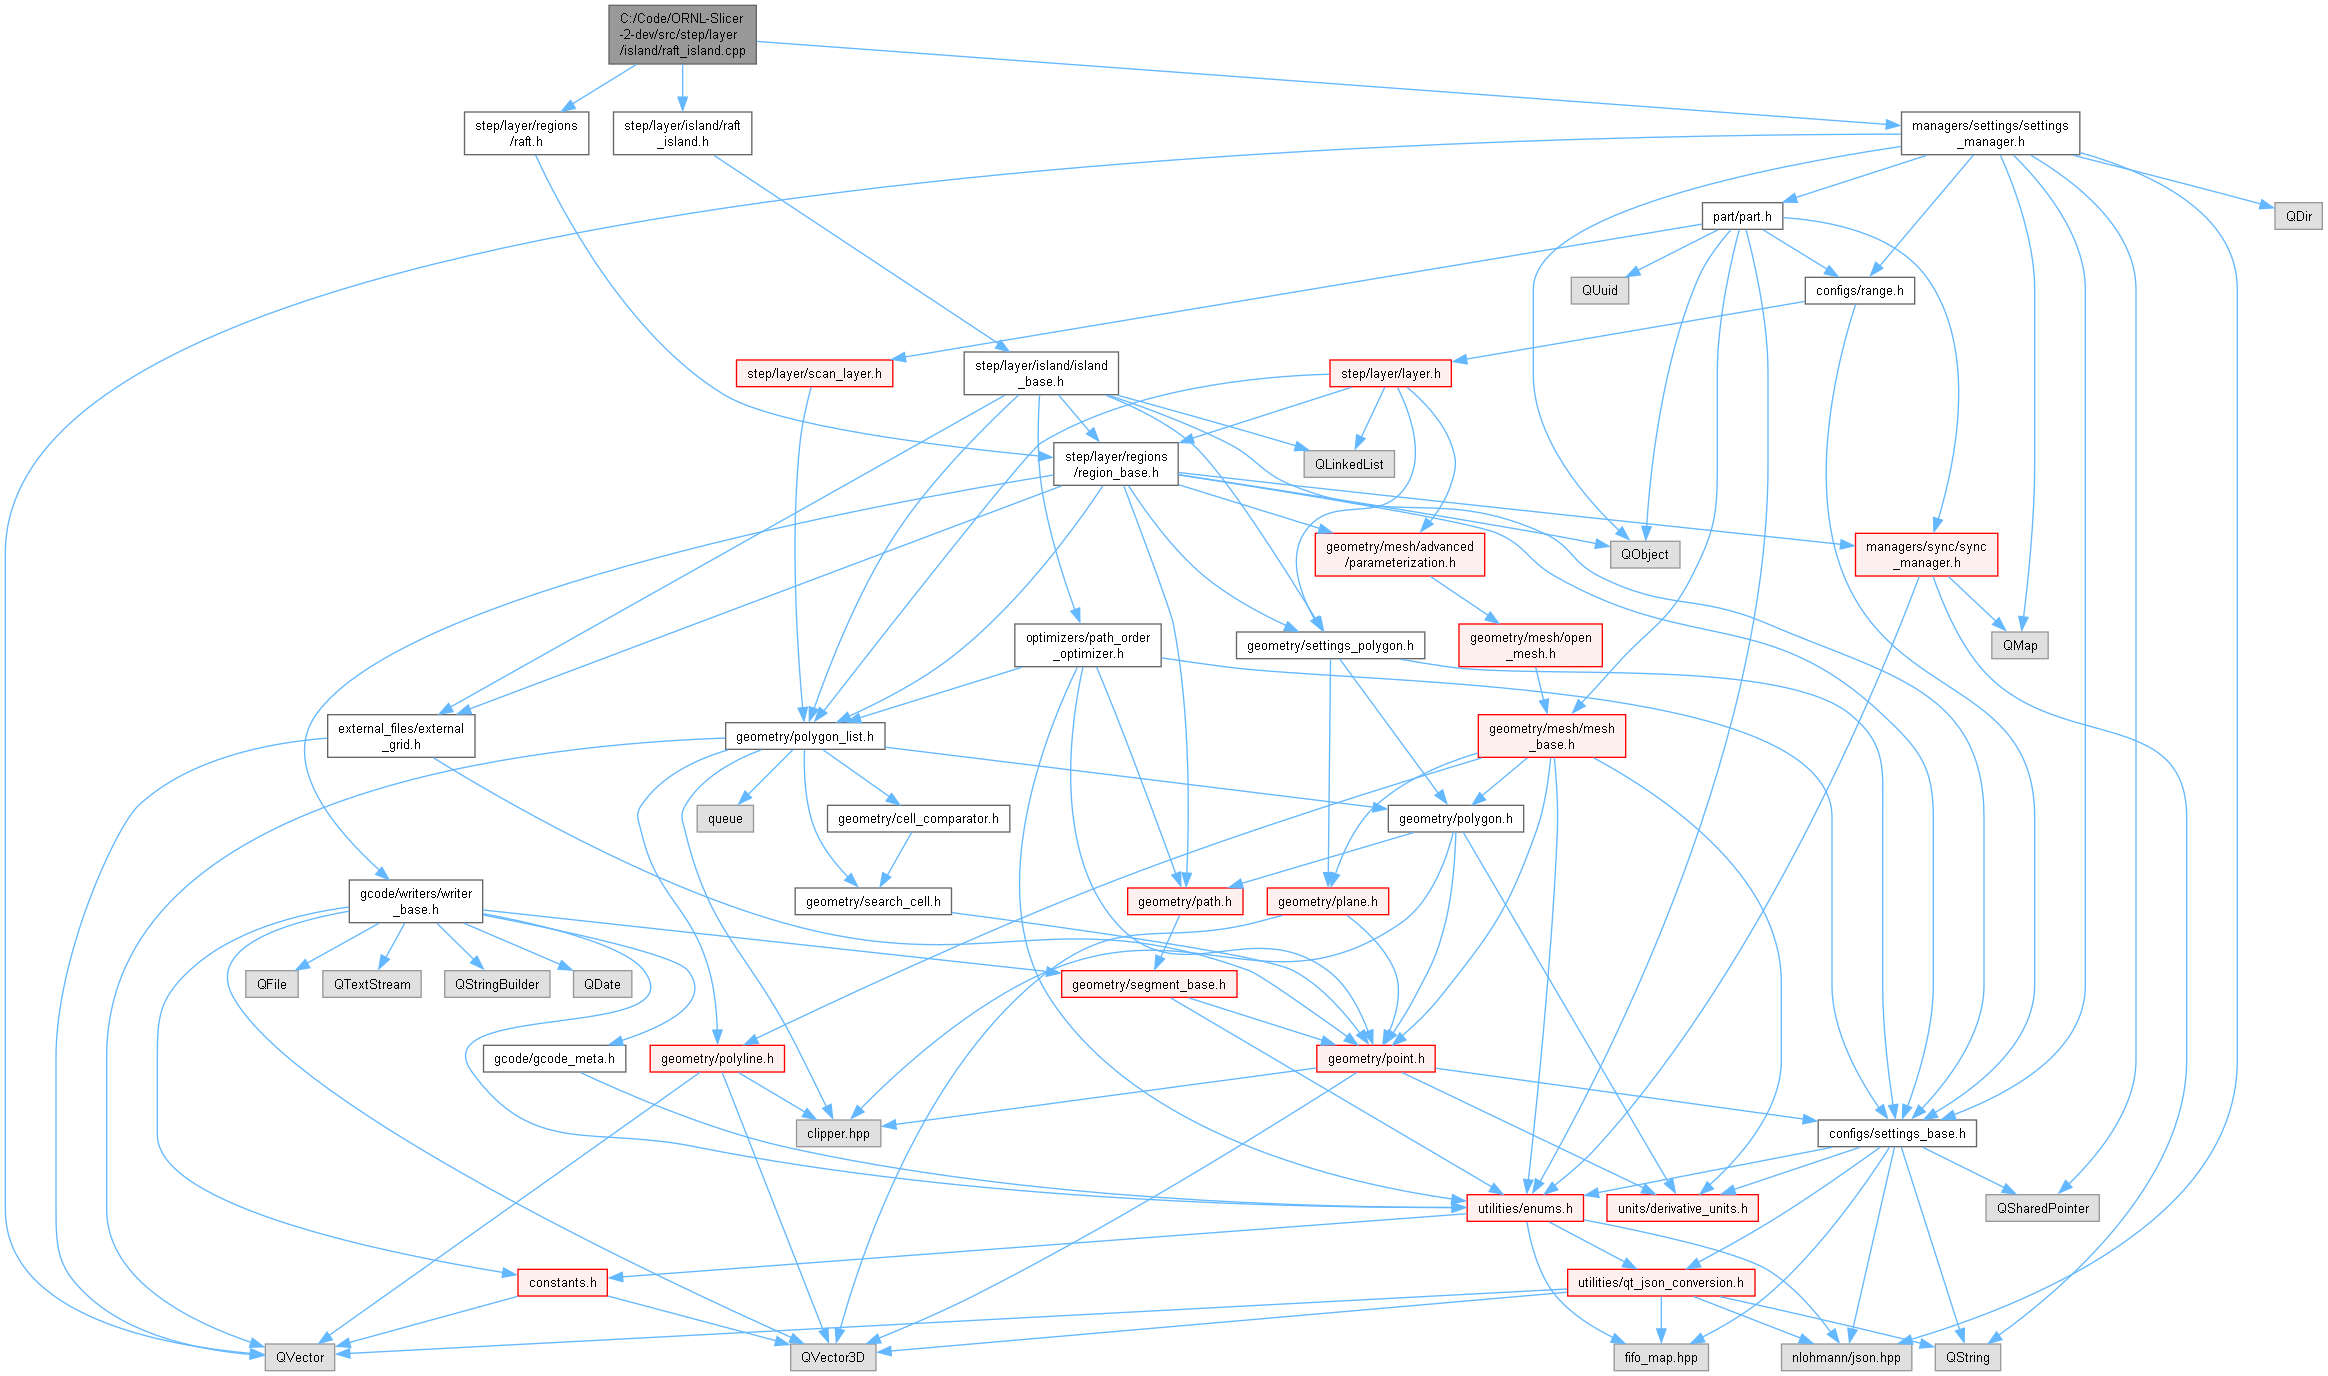 C:/Code/ORNL-Slicer
-2-dev/src/step/layer
/island/raft_island.cpp
step/layer/regions
/raft.h
step/layer/island/raft
_island.h
managers/settings/settings
_manager.h
part/part.h
QDir
QUuid
configs/range.h
step/layer/scan_layer.h
step/layer/island/island
_base.h
step/layer/layer.h
step/layer/regions
/region_base.h
QLinkedList
geometry/mesh/advanced
/parameterization.h
QObject
managers/sync/sync
_manager.h
optimizers/path_order
_optimizer.h
geometry/settings_polygon.h
geometry/mesh/open
_mesh.h
QMap
external_files/external
_grid.h
geometry/polygon_list.h
geometry/mesh/mesh
_base.h
queue
geometry/cell_comparator.h
geometry/polygon.h
gcode/writers/writer
_base.h
geometry/search_cell.h
geometry/path.h
geometry/plane.h
QFile
QTextStream
QStringBuilder
QDate
geometry/segment_base.h
gcode/gcode_meta.h
geometry/polyline.h
geometry/point.h
clipper.hpp
configs/settings_base.h
utilities/enums.h
units/derivative_units.h
QSharedPointer
constants.h
utilities/qt_json_conversion.h
QVector
QVector3D
fifo_map.hpp
nlohmann/json.hpp
QString